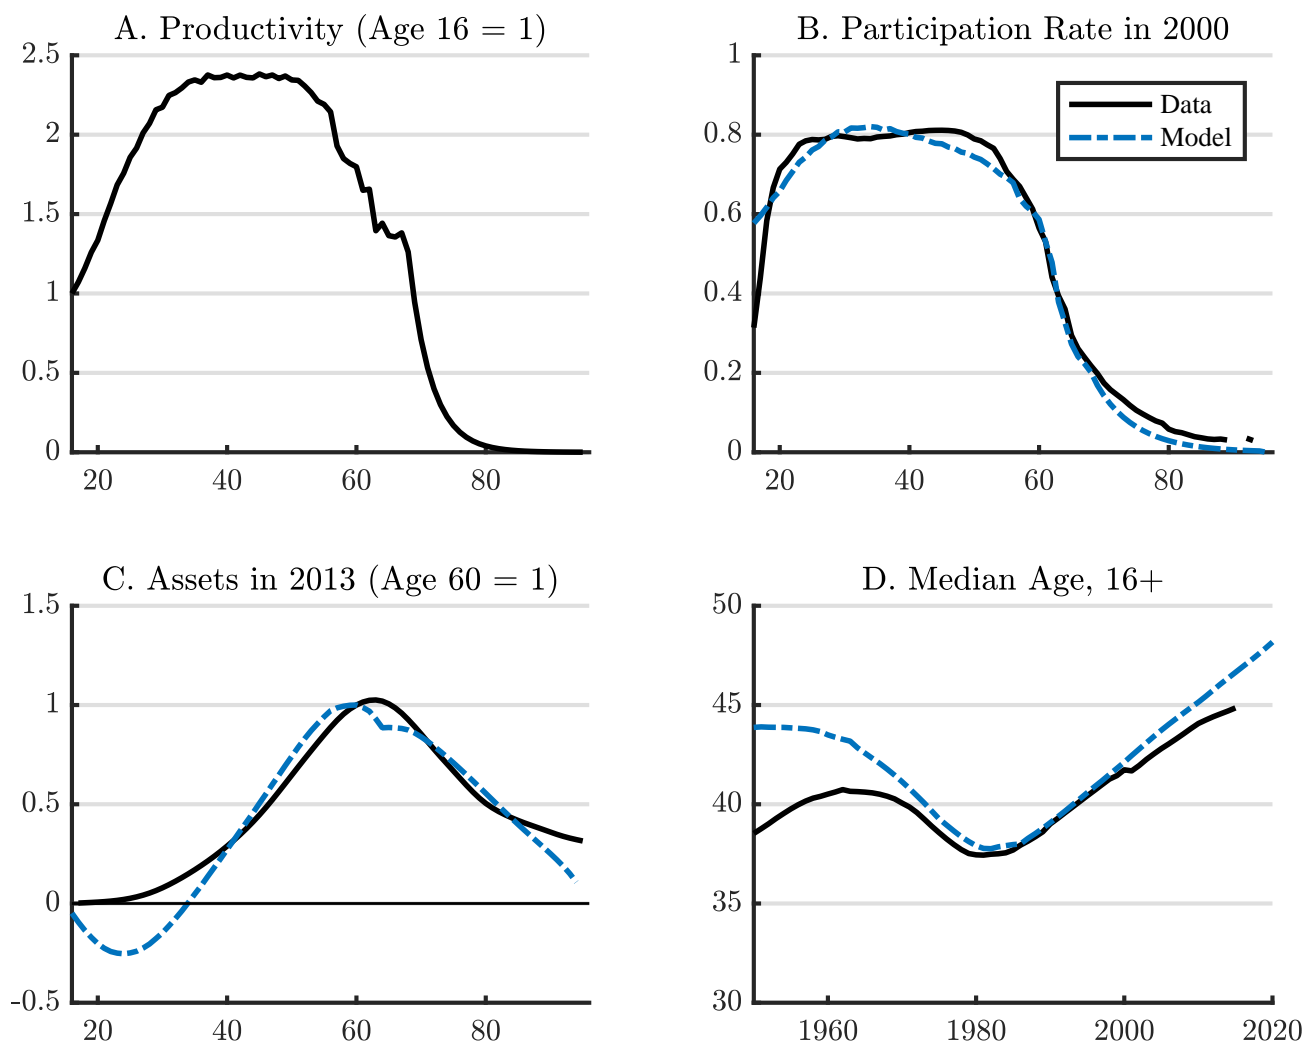 A. Productivity (Age 16 = 1)
2.5
2
1.5
1
0.5
0
20 40 60 80
B. Participation Rate in 2000
1
0.8
0.6
0.4
0.2
0
20 40 60 80
Data
Model
C. Assets in 2013 (Age 60 = 1)
1.5
1
0.5
0
-0.5
20 40 60 80
D. Median Age, 16+
50
45
40
35
30
1960 1980 2000 2020